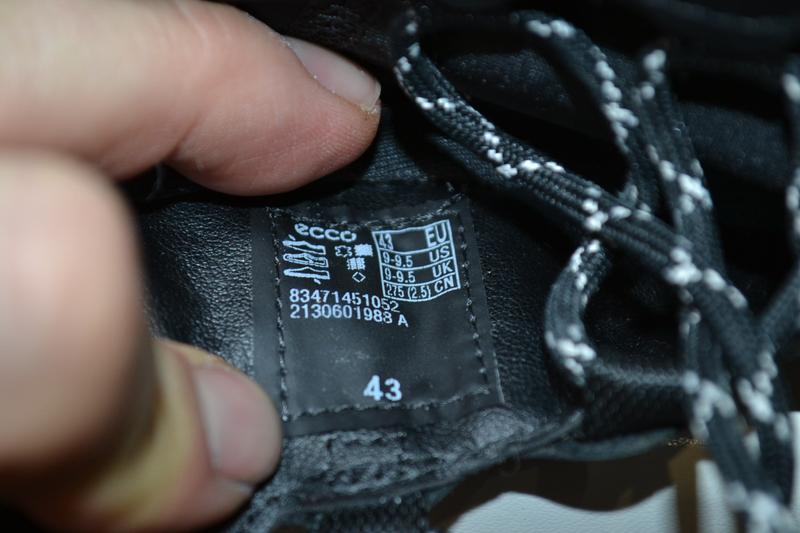 ecco
43 EU
9-9.5 US
9-9.5 UK
275 (2.5) CN
83471451052
2130601988 A
43